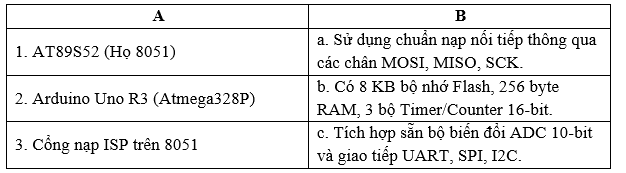 A
B
1. AT89S52 (Họ 8051)
a. Sử dụng chuẩn nạp nối tiếp thông qua
các chân MOSI, MISO, SCK.
2. Arduino Uno R3 (Atmega328P)
b. Có 8 KB bộ nhớ Flash, 256 byte
RAM, 3 bộ Timer/Counter 16-bit.
3. Cổng nạp ISP trên 8051
c. Tích hợp sẵn bộ biến đổi ADC 10-bit
và giao tiếp UART, SPI, I2C.